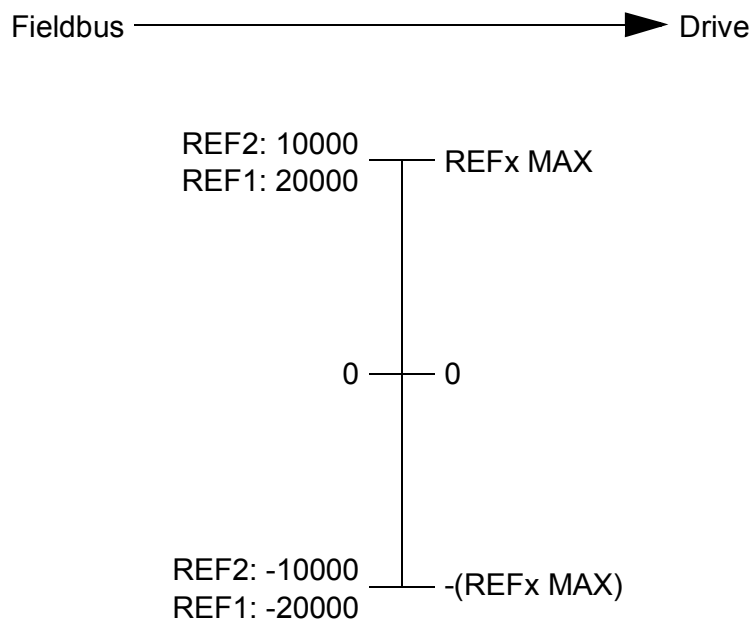 Fieldbus Drive
REF2: 10000
REF1: 20000
REFx MAX
0 0
REF2: -10000
REF1: -20000
-(REFx MAX)